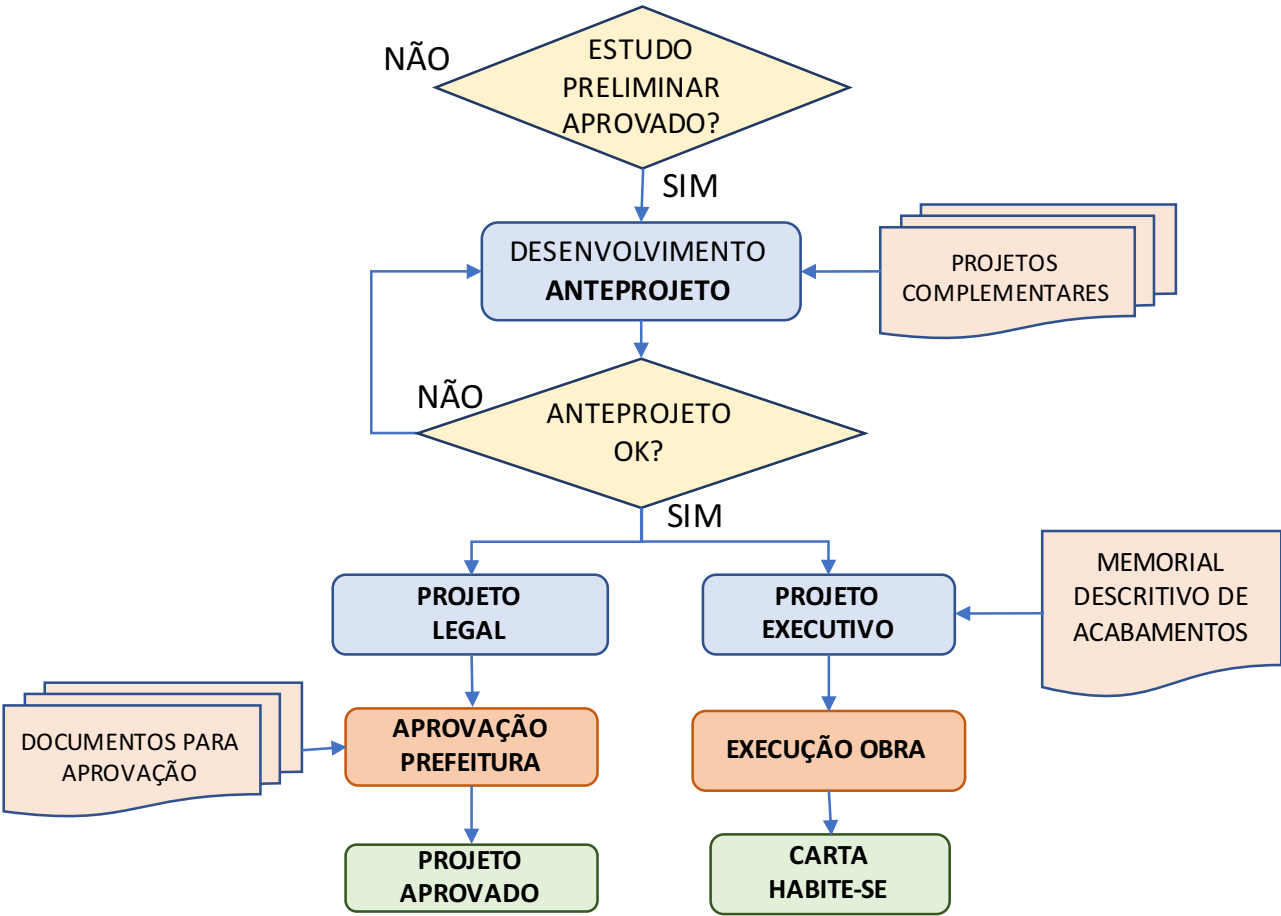 NÃO
ESTUDO
PRELIMINAR
APROVADO?
SIM
DESENVOLVIMENTO
ANTEPROJETO
PROJETOS
COMPLEMENTARES
NÃO
ANTEPROJETO
OK?
SIM
PROJETO
LEGAL
PROJETO
EXECUTIVO
MEMORIAL
DESCRITIVO DE
ACABAMENTOS
DOCUMENTOS PARA
APROVAÇÃO
APROVAÇÃO
PREFEITURA
EXECUÇÃO OBRA
PROJETO
APROVADO
CARTA
HABITE-SE